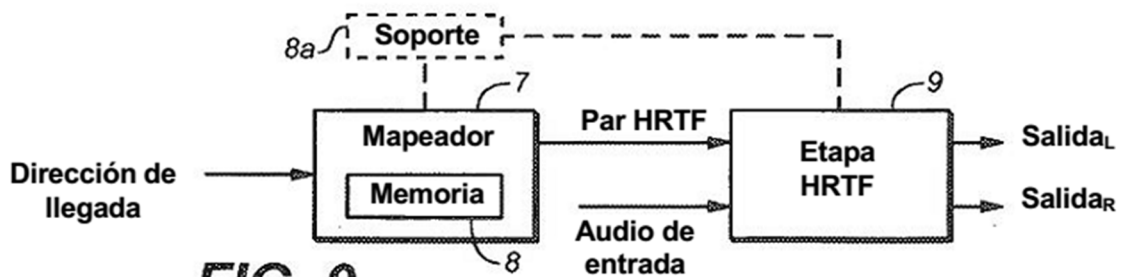 8a
Soporte
7
9
Mapeador
Par HRTF
Memoria
8
Dirección de
llegada
Audio de
entrada
Etapa
HRTF
Salida_L
Salida_R